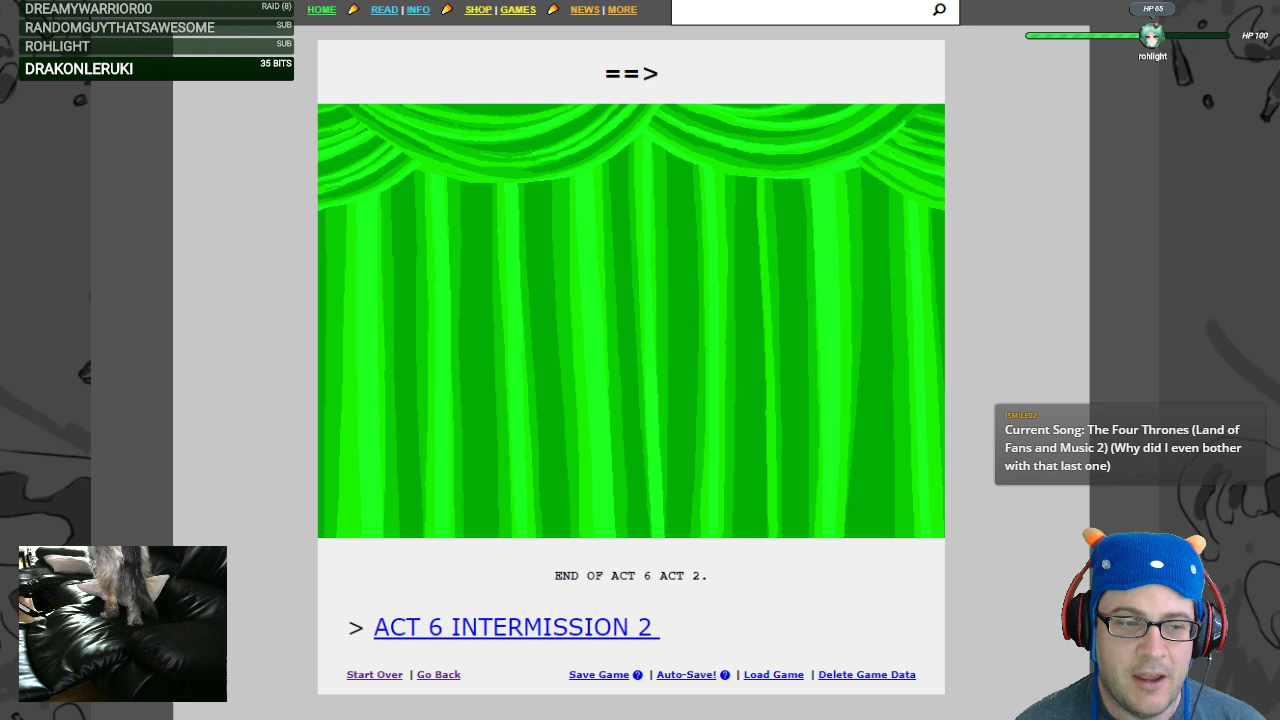 DREAMYWARRIOR00 RAID (8)
RANDOMGUYTHATSAWESOME SUB
ROHLIGHT SUB
DRAKONLERUKI 35 BITS
HOME READ | INFO SHOP | GAMES NEWS | MORE
HP 65
HP 100
rohlight
==>
ISMILE02
Current Song: The Four Thrones (Land of
Fans and Music 2) (Why did I even bother
with that last one)
END OF ACT 6 ACT 2.
> ACT 6 INTERMISSION 2
Start Over | Go Back Save Game ? | Auto-Save! ? | Load Game | Delete Game Data